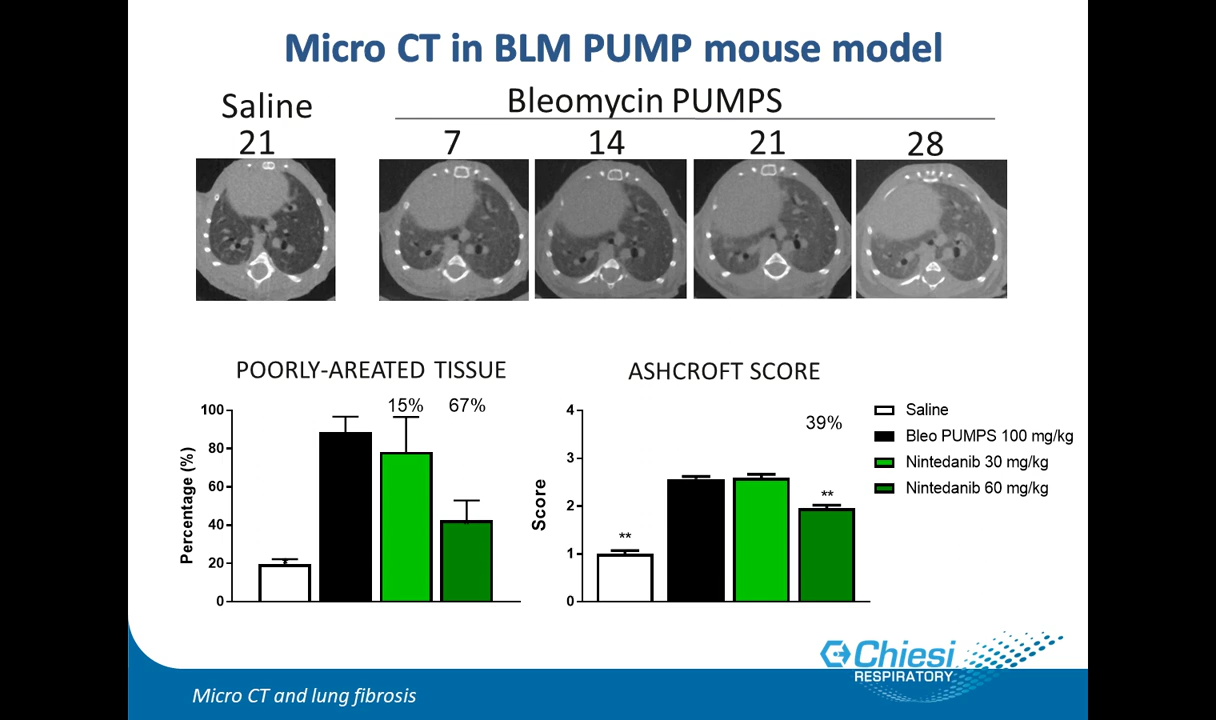 Micro CT in BLM PUMP mouse model
Saline
Bleomycin PUMPS
21
7
14
21
28
POORLY-AREATED TISSUE
ASHCROFT SCORE
15%
67%
39%
Percentage (%)
100
80
60
40
20
0
*
Score
4
3
2
1
0
**
**
Saline
Bleo PUMPS 100 mg/kg
Nintedanib 30 mg/kg
Nintedanib 60 mg/kg
Chiesi
RESPIRATORY
Micro CT and lung fibrosis